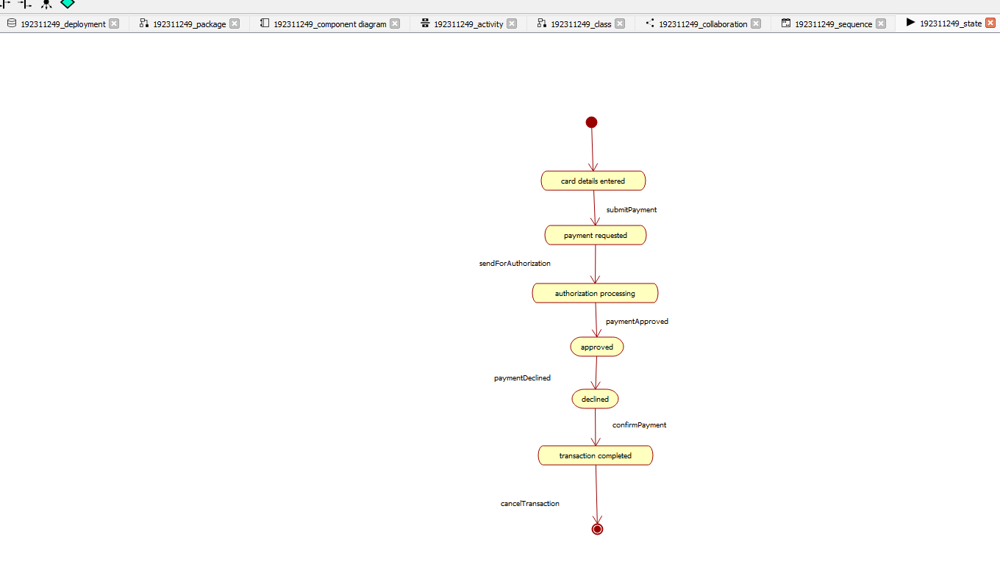 192311249_deployment
192311249_package
192311249_component diagram
192311249_activity
192311249_class
192311249_collaboration
192311249_sequence
192311249_state
card details entered
submitPayment
payment requested
sendForAuthorization
authorization processing
paymentApproved
approved
paymentDeclined
declined
confirmPayment
transaction completed
cancelTransaction